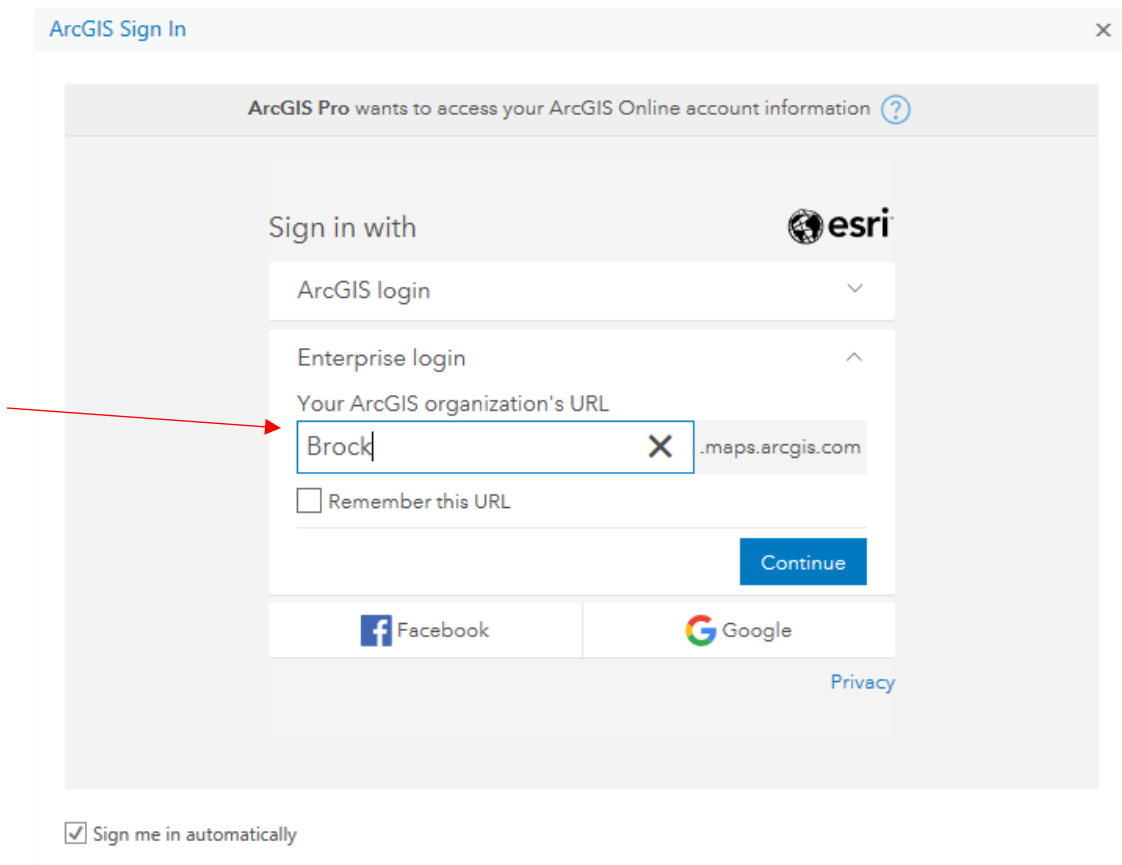 ArcGIS Sign In
ArcGIS Pro wants to access your ArcGIS Online account information ?
Sign in with
esri
ArcGIS login
Enterprise login
Your ArcGIS organization's URL
Brock
.maps.arcgis.com
Remember this URL
Continue
Facebook
Google
Privacy
Sign me in automatically